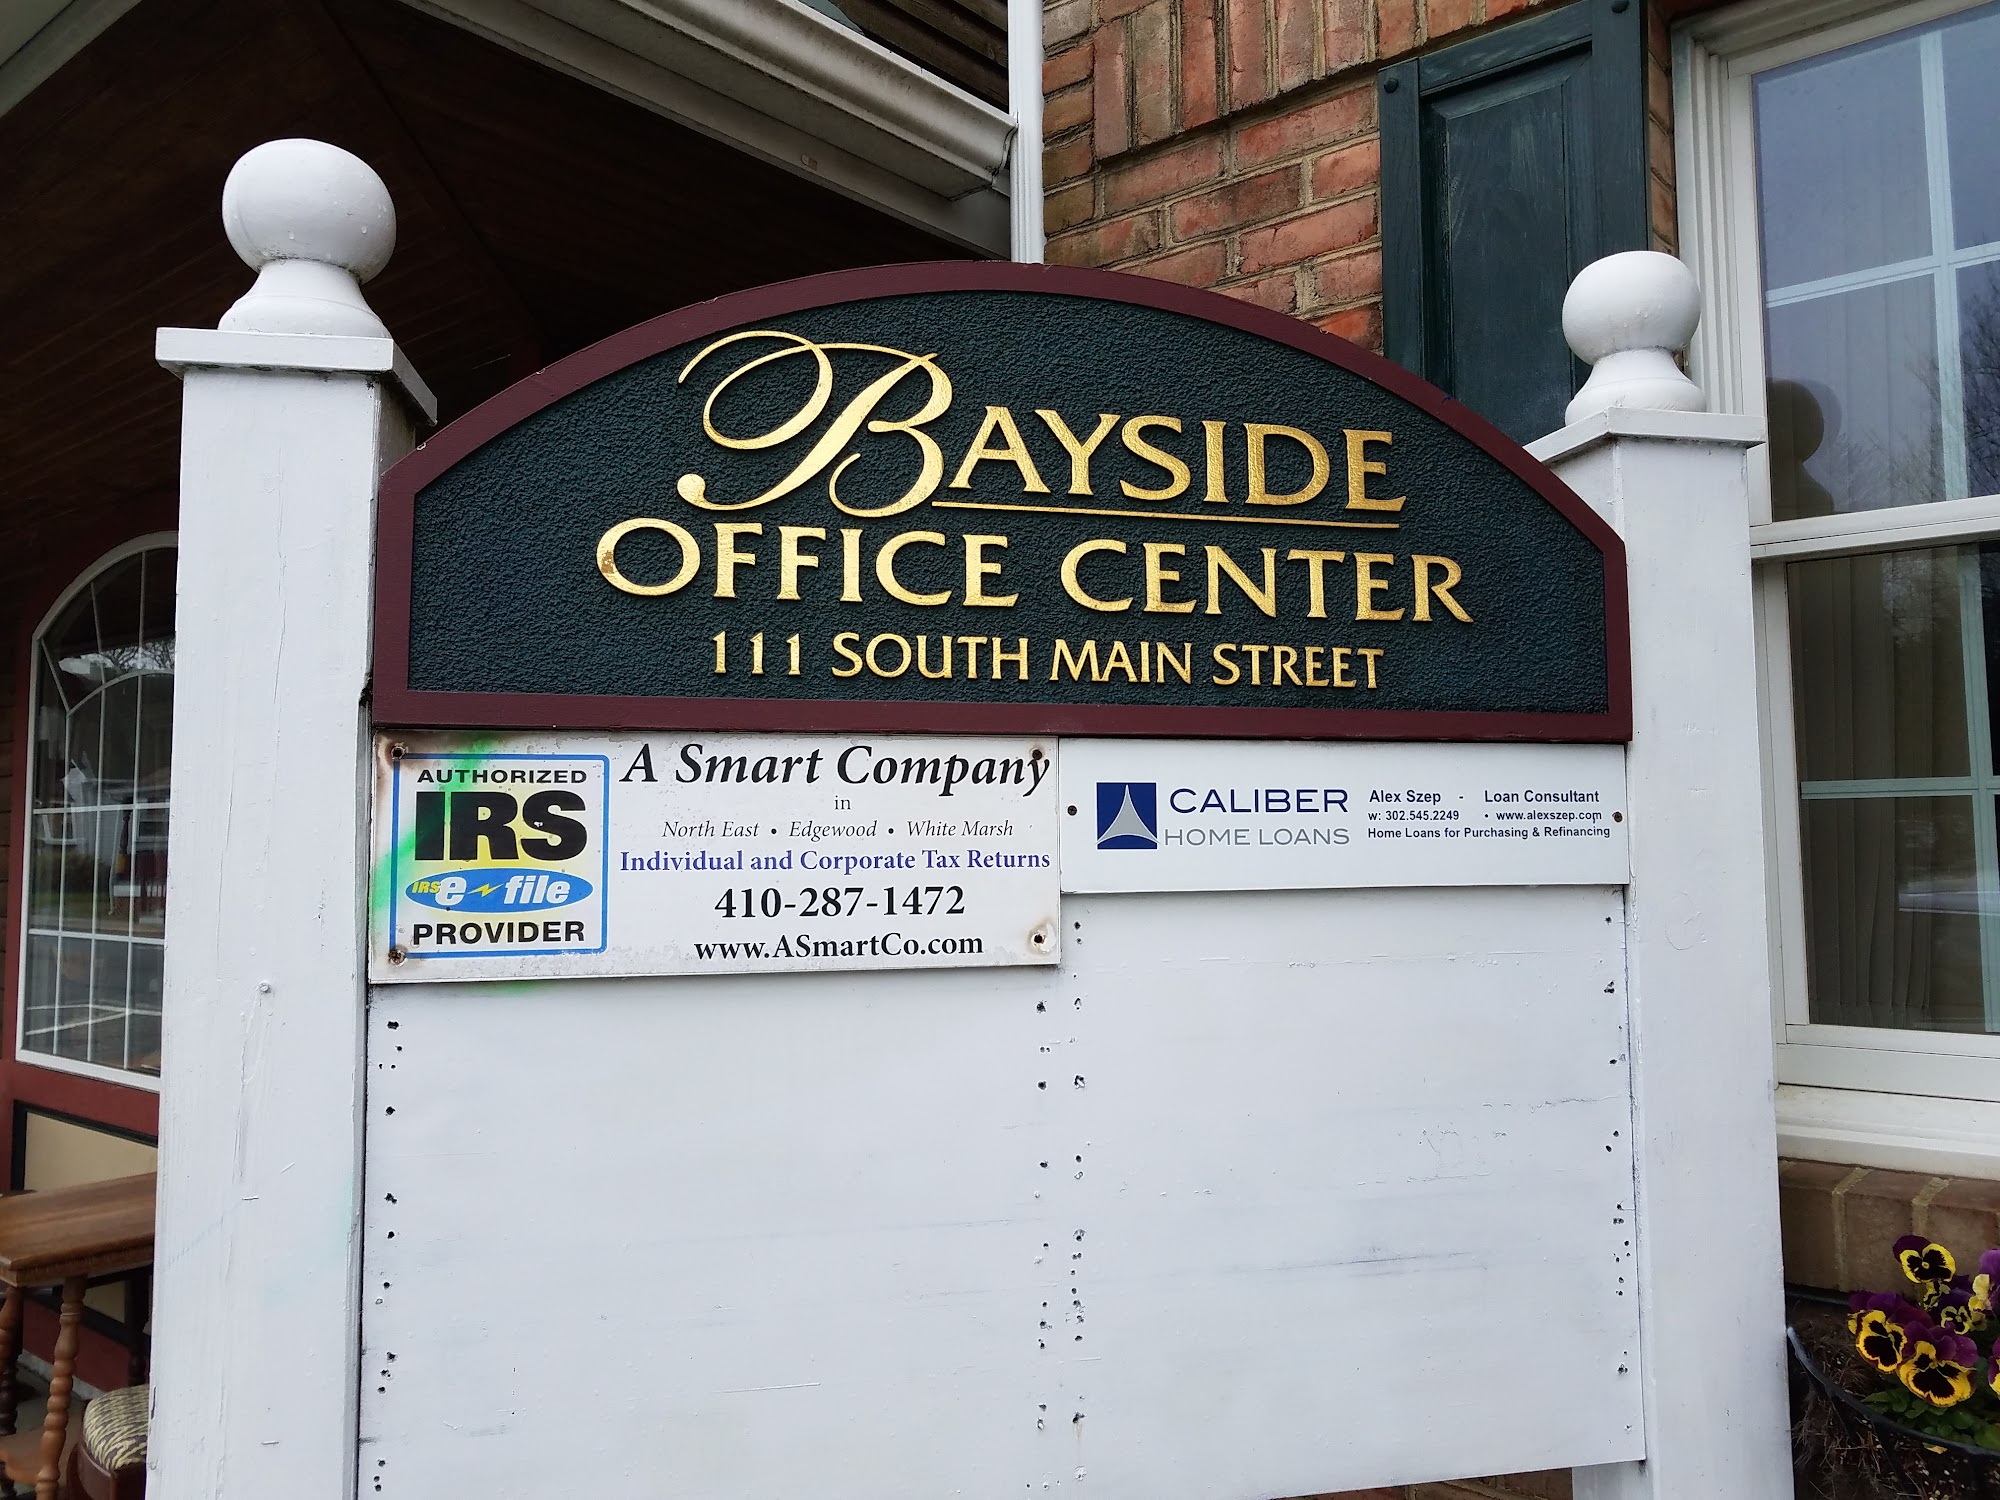 BAYSIDE
OFFICE CENTER
111 SOUTH MAIN STREET
AUTHORIZED
IRS
IRS e file
PROVIDER
A Smart Company
in
North East • Edgewood • White Marsh
Individual and Corporate Tax Returns
410-287-1472
www.ASmartCo.com
CALIBER
HOME LOANS
Alex Szep - Loan Consultant
w: 302.545.2249 • www.alexszep.com
Home Loans for Purchasing & Refinancing